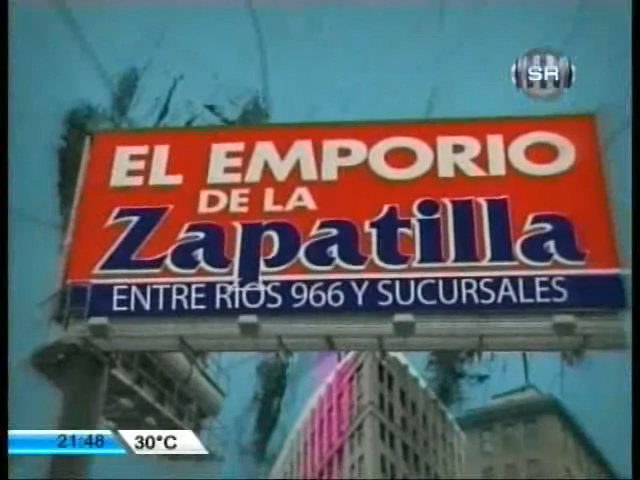 SR
EL EMPORIO
DE LA
Zapatilla
ENTRE RIOS 966 Y SUCURSALES
21:48 30°C